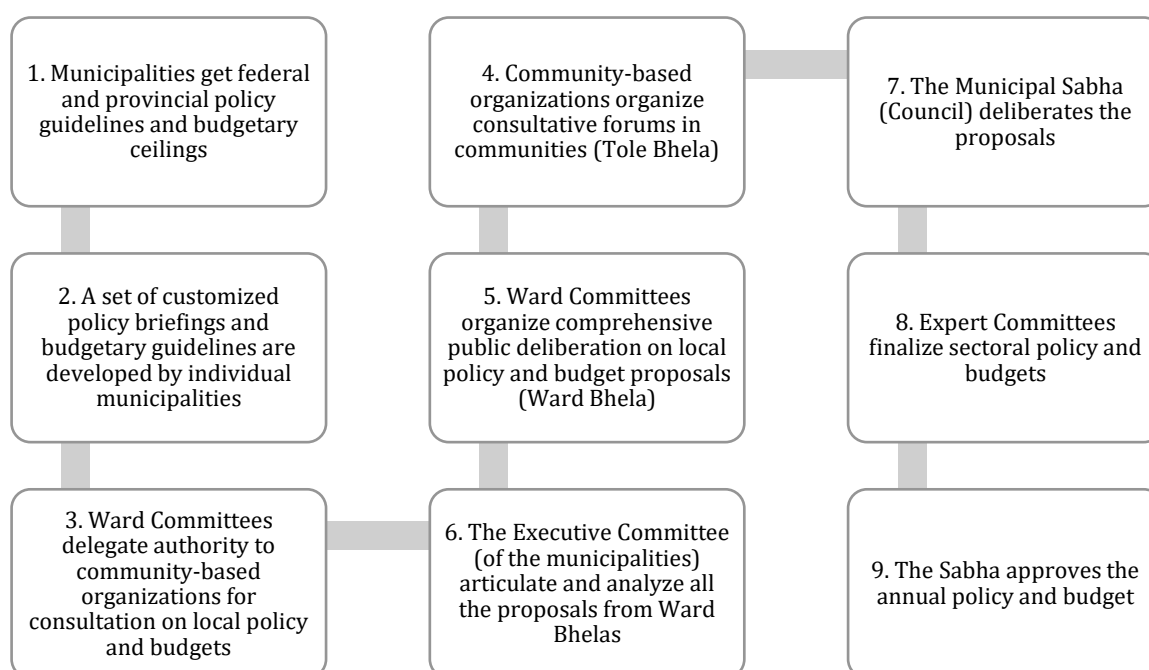 1. Municipalities get federal
and provincial policy
guidelines and budgetary
ceilings
2. A set of customized
policy briefings and
budgetary guidelines are
developed by individual
municipalities
3. Ward Committees
delegate authority to
community-based
organizations for
consultation on local policy
and budgets
4. Community-based
organizations organize
consultative forums in
communities (Tole Bhela)
5. Ward Committees
organize comprehensive
public deliberation on local
policy and budget proposals
(Ward Bhela)
6. The Executive Committee
(of the municipalities)
articulate and analyze all
the proposals from Ward
Bhelas
7. The Municipal Sabha
(Council) deliberates the
proposals
8. Expert Committees
finalize sectoral policy and
budgets
9. The Sabha approves the
annual policy and budget